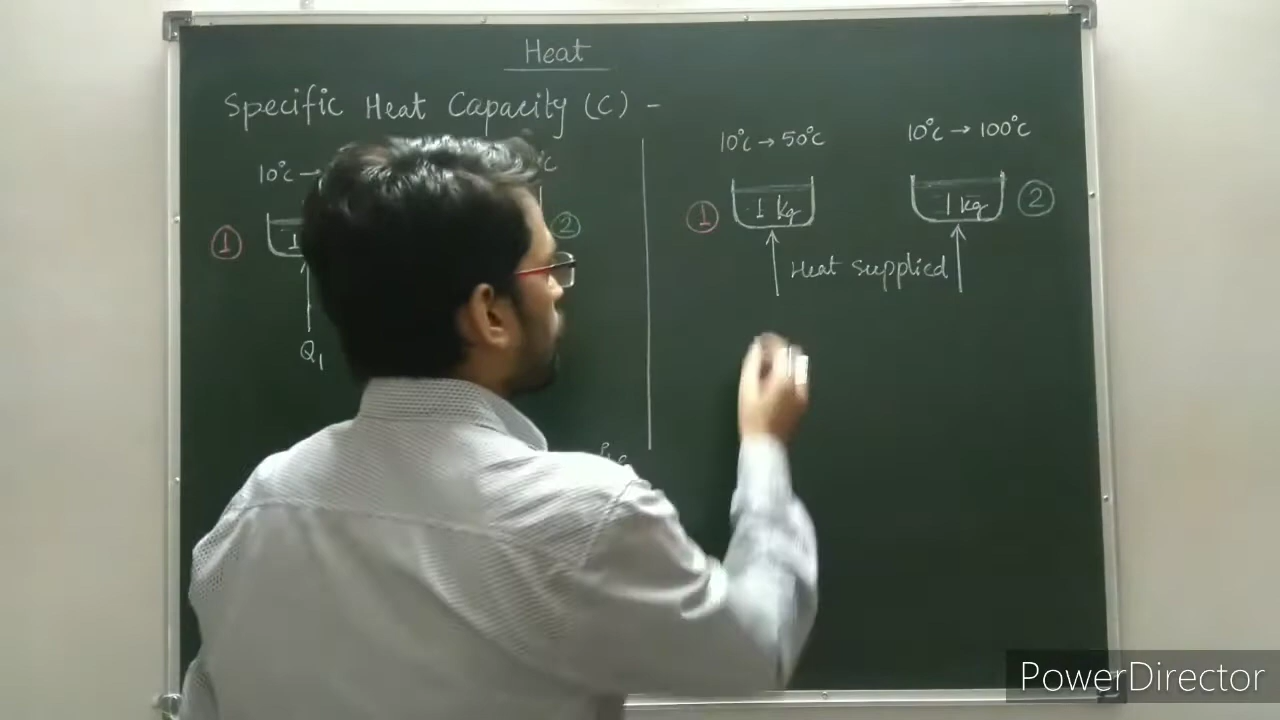 Heat
Specific Heat Capacity (C) -
10°C →
1
1
Q1
°C
2
10°C → 50°C
1
1 kg
10°C → 100°C
1 kg
2
Heat supplied
PowerDirector